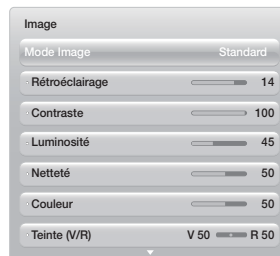 Image
Mode Image Standard
Rétroéclairage 14
Contraste 100
Luminosité 45
Netteté 50
Couleur 50
Teinte (V/R) V 50 R 50